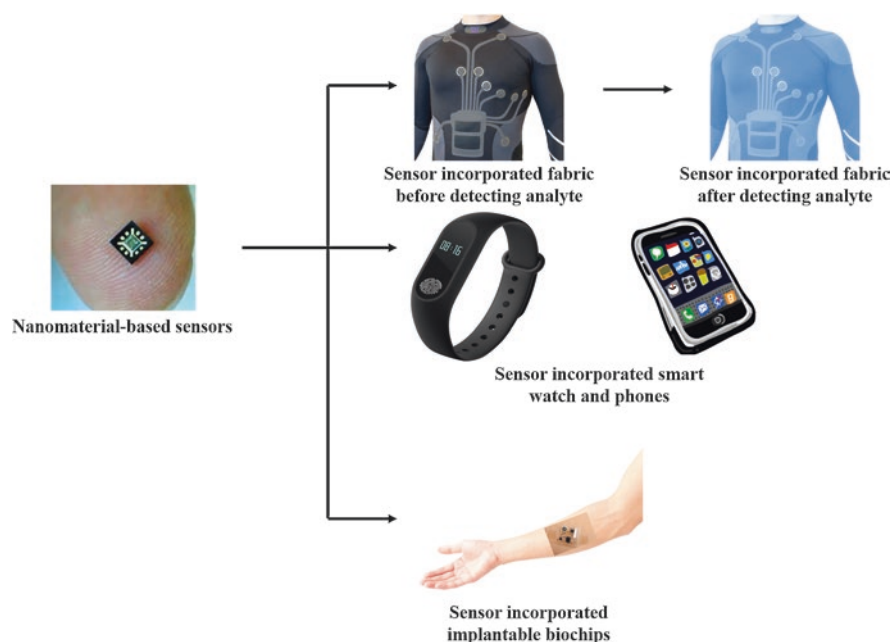 Sensor incorporated fabric
before detecting analyte
Sensor incorporated fabric
after detecting analyte
Nanomaterial-based sensors
08:16
Sensor incorporated smart
watch and phones
Sensor incorporated
implantable biochips